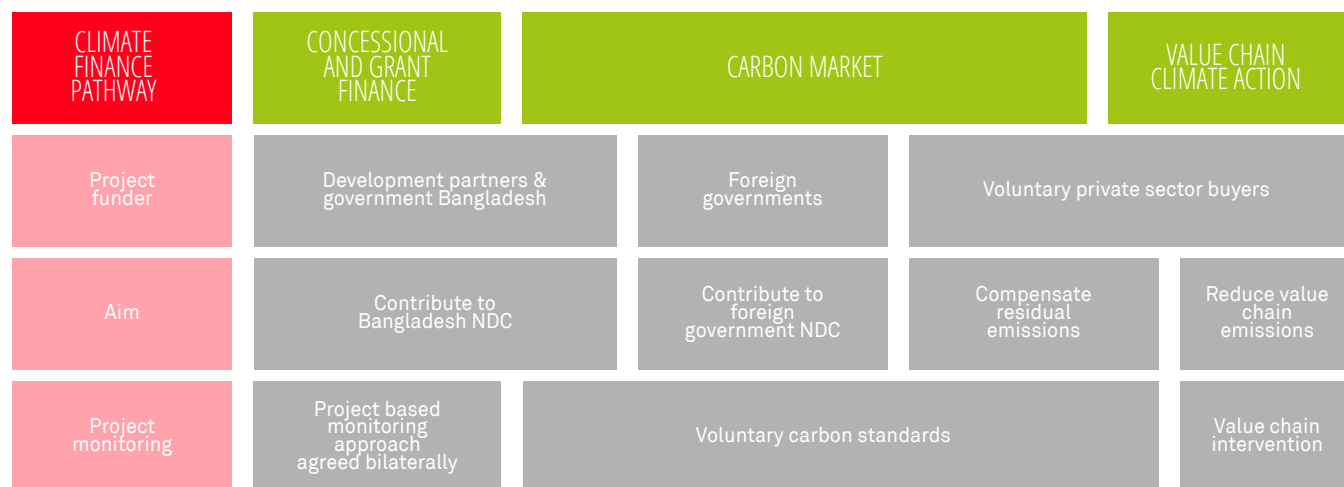 CLIMATE
FINANCE
PATHWAY
CONCESSIONAL
AND GRANT
FINANCE
CARBON MARKET
VALUE CHAIN
CLIMATE ACTION
Project
funder
Development partners &
government Bangladesh
Foreign
governments
Voluntary private sector buyers
Aim
Contribute to
Bangladesh NDC
Contribute to
foreign
government NDC
Compensate
residual
emissions
Reduce value
chain
emissions
Project
monitoring
Project based
monitoring
approach
agreed bilaterally
Voluntary carbon standards
Value chain
intervention